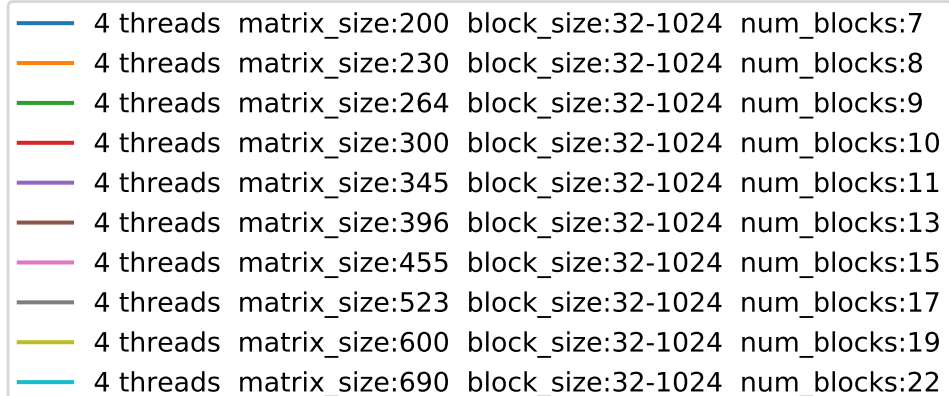 4 threads matrix_size:200 block_size:32-1024 num_blocks:7
4 threads matrix_size:230 block_size:32-1024 num_blocks:8
4 threads matrix_size:264 block_size:32-1024 num_blocks:9
4 threads matrix_size:300 block_size:32-1024 num_blocks:10
4 threads matrix_size:345 block_size:32-1024 num_blocks:11
4 threads matrix_size:396 block_size:32-1024 num_blocks:13
4 threads matrix_size:455 block_size:32-1024 num_blocks:15
4 threads matrix_size:523 block_size:32-1024 num_blocks:17
4 threads matrix_size:600 block_size:32-1024 num_blocks:19
4 threads matrix_size:690 block_size:32-1024 num_blocks:22